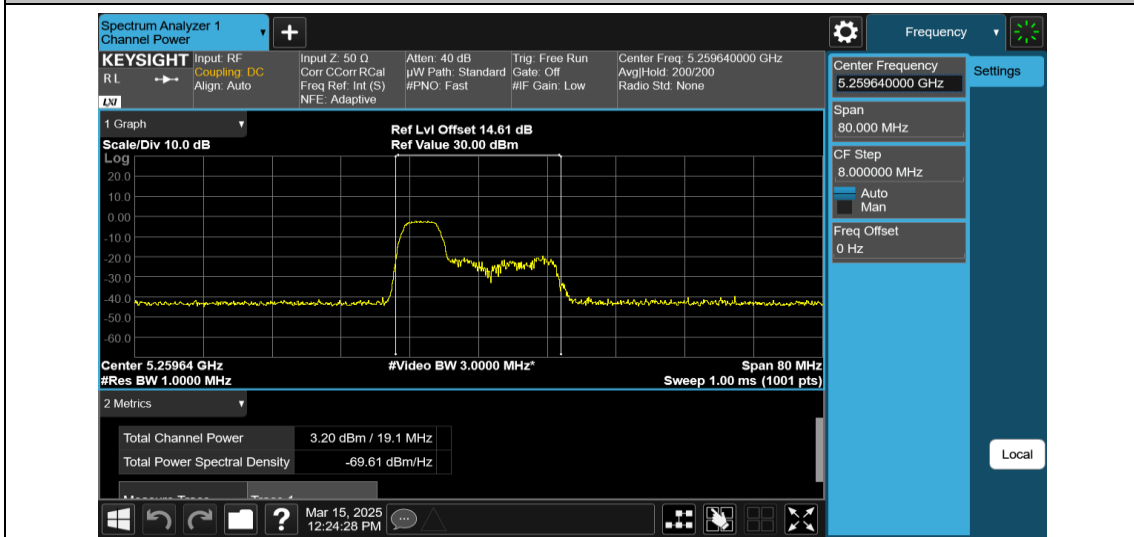 Spectrum Analyzer 1
Channel Power
Frequency
KEYSIGHT
R L
LXI
Input: RF
Coupling: DC
Align: Auto
Input Z: 50 Ω
Corr CCorr RCal
Freq Ref: Int (S)
NFE: Adaptive
Atten: 40 dB
µW Path: Standard
#PNO: Fast
Trig: Free Run
Gate: Off
#IF Gain: Low
Center Freq: 5.259640000 GHz
Avg|Hold: 200/200
Radio Std: None
Center Frequency
5.259640000 GHz
Settings
Span
80.000 MHz
CF Step
8.000000 MHz
Auto
Man
Freq Offset
0 Hz
Local
1 Graph
Scale/Div 10.0 dB
Ref Lvl Offset 14.61 dB
Ref Value 30.00 dBm
Log
20.0
10.0
0.00
-10.0
-20.0
-30.0
-40.0
-50.0
-60.0
Center 5.25964 GHz
#Video BW 3.0000 MHz*
Span 80 MHz
#Res BW 1.0000 MHz
Sweep 1.00 ms (1001 pts)
2 Metrics
Total Channel Power 3.20 dBm / 19.1 MHz
Total Power Spectral Density -69.61 dBm/Hz
Mar 15, 2025
12:24:28 PM